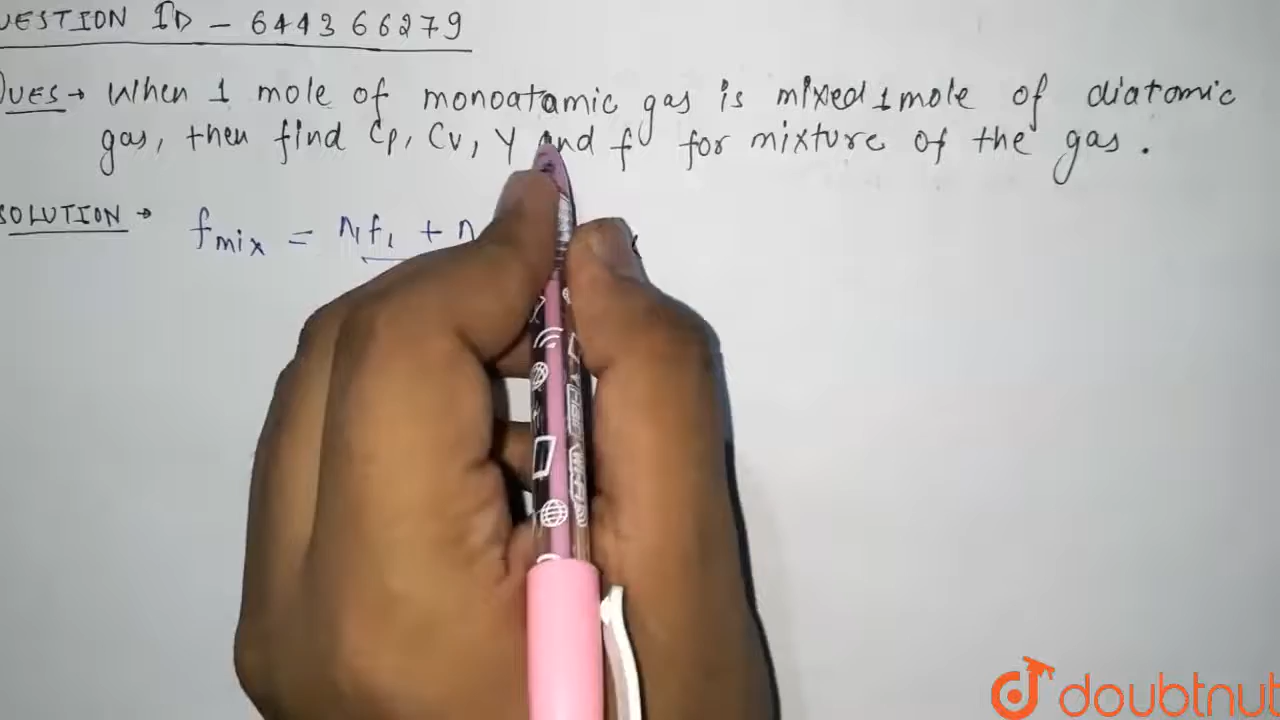 UESTION ID - 644366279
QUES → When 1 mole of monoatamic gas is mixed 1 mole of diatomic
gas, then find Cp, Cv, γ and f for mixture of the gas.
SOLUTION → fmix = n1f1 + n
doubtnut